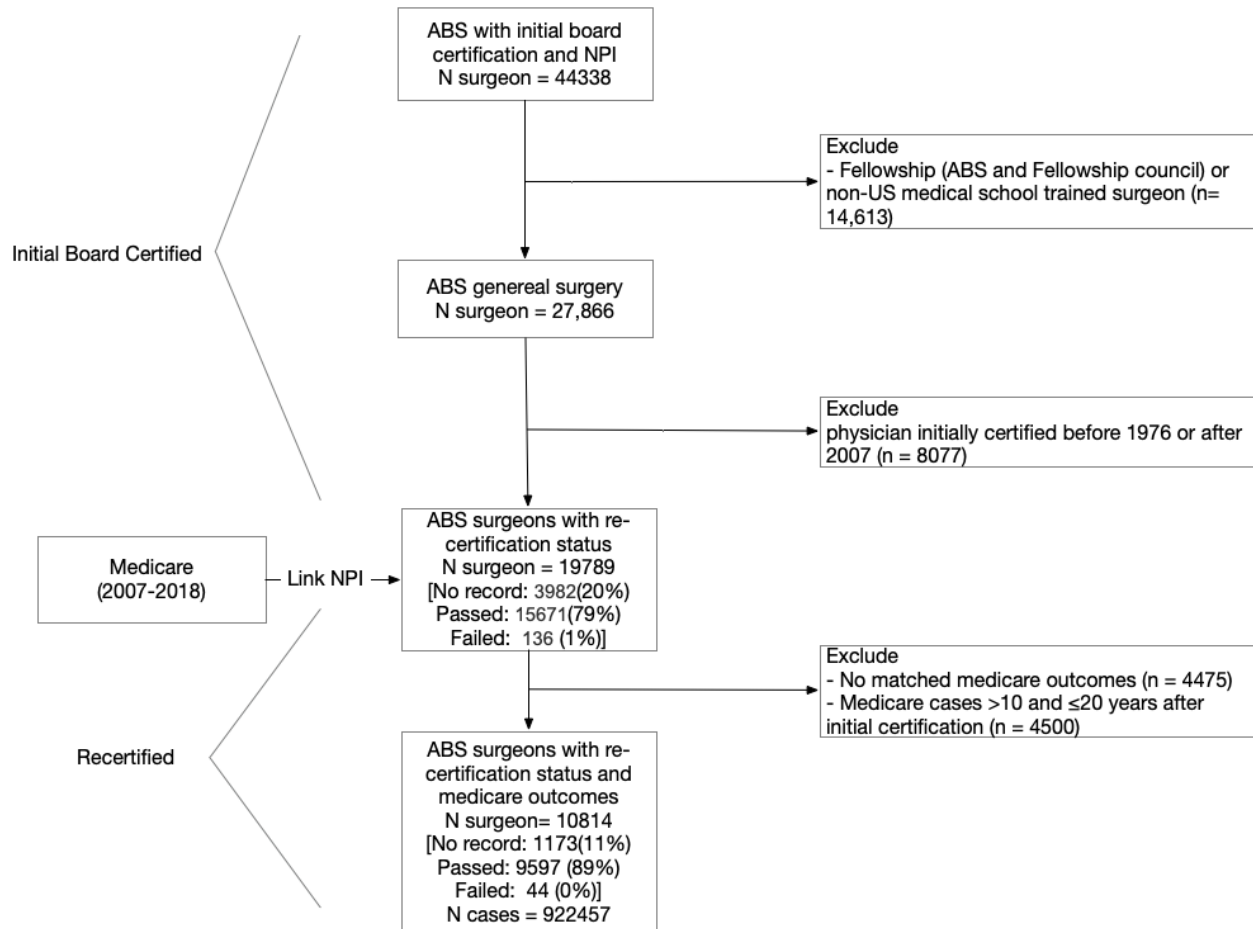 ABS with initial board
certification and NPI
N surgeon = 44338
Exclude
- Fellowship (ABS and Fellowship council) or
non-US medical school trained surgeon (n=
14,613)
Initial Board Certified
ABS genereal surgery
N surgeon = 27,866
Exclude
physician initially certified before 1976 or after
2007 (n = 8077)
Medicare
(2007-2018)
Link NPI
ABS surgeons with re-
certification status
N surgeon = 19789
[No record: 3982(20%)
Passed: 15671(79%)
Failed: 136 (1%)]
Exclude
- No matched medicare outcomes (n = 4475)
- Medicare cases >10 and ≤20 years after
initial certification (n = 4500)
Recertified
ABS surgeons with re-
certification status and
medicare outcomes
N surgeon= 10814
[No record: 1173(11%)
Passed: 9597 (89%)
Failed: 44 (0%)]
N cases = 922457